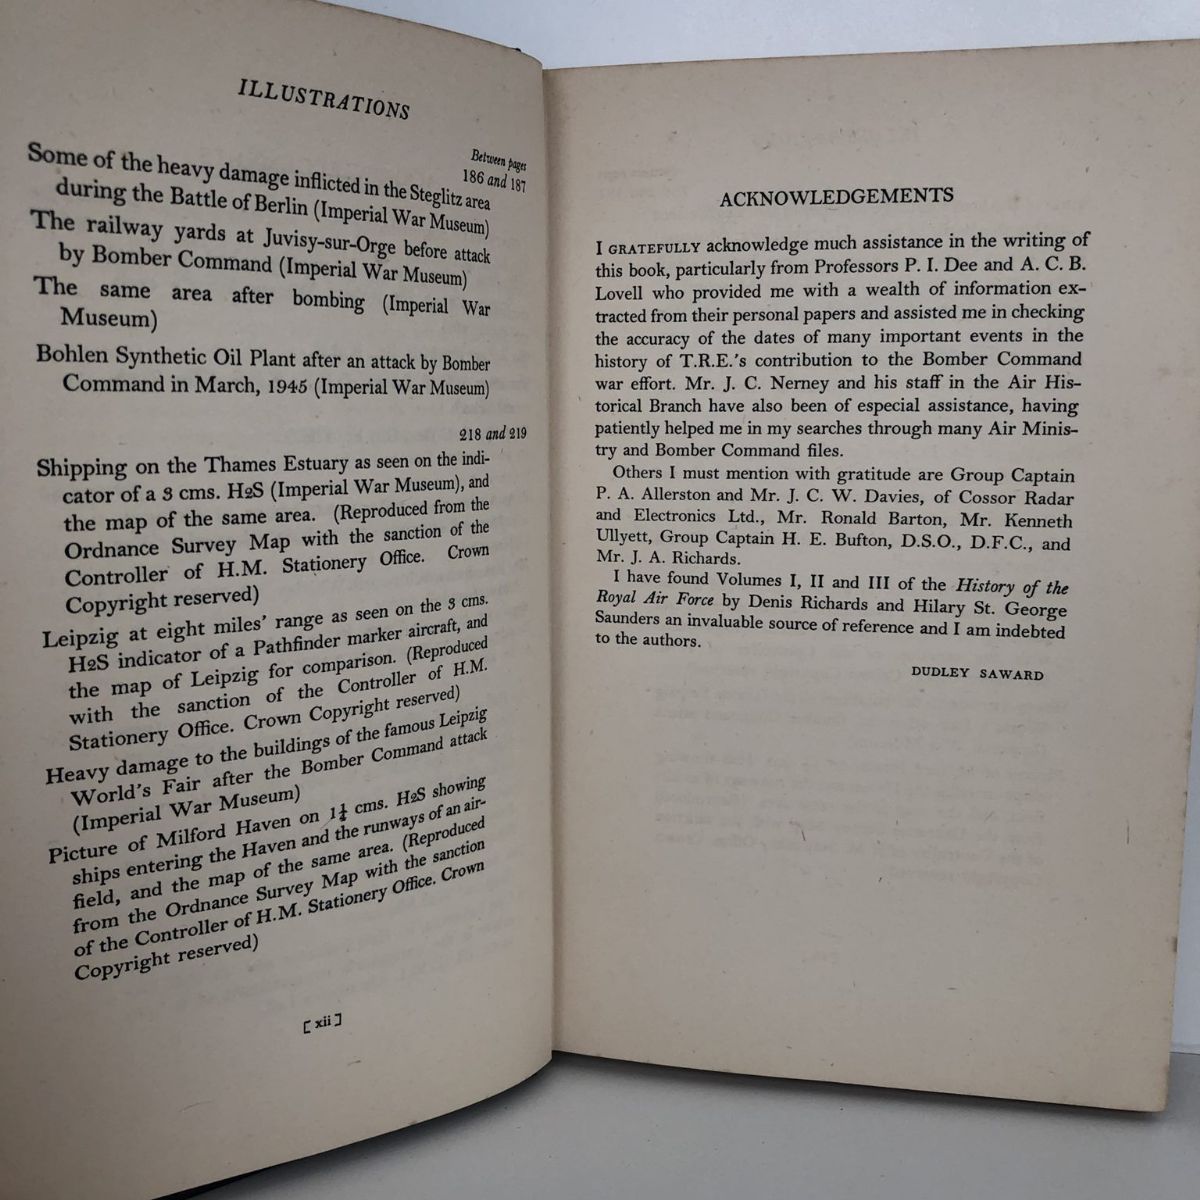 ILLUSTRATIONS
Between pages
186 and 187
Some of the heavy damage inflicted in the Steglitz area
during the Battle of Berlin (Imperial War Museum)
The railway yards at Juvisy-sur-Orge before attack
by Bomber Command (Imperial War Museum)
The same area after bombing (Imperial War
Museum)
Bohlen Synthetic Oil Plant after an attack by Bomber
Command in March, 1945 (Imperial War Museum)
218 and 219
Shipping on the Thames Estuary as seen on the indi-
cator of a 3 cms. H2S (Imperial War Museum), and
the map of the same area. (Reproduced from the
Ordnance Survey Map with the sanction of the
Controller of H.M. Stationery Office. Crown
Copyright reserved)
Leipzig at eight miles' range as seen on the 3 cms.
H2S indicator of a Pathfinder marker aircraft, and
the map of Leipzig for comparison. (Reproduced
with the sanction of the Controller of H.M.
Stationery Office. Crown Copyright reserved)
Heavy damage to the buildings of the famous Leipzig
World's Fair after the Bomber Command attack
(Imperial War Museum)
Picture of Milford Haven on 1¼ cms. H2S showing
ships entering the Haven and the runways of an air-
field, and the map of the same area. (Reproduced
from the Ordnance Survey Map with the sanction
of the Controller of H.M. Stationery Office. Crown
Copyright reserved)
[ xii ]
ACKNOWLEDGEMENTS
I GRATEFULLY acknowledge much assistance in the writing of
this book, particularly from Professors P. I. Dee and A. C. B.
Lovell who provided me with a wealth of information ex-
tracted from their personal papers and assisted me in checking
the accuracy of the dates of many important events in the
history of T.R.E.'s contribution to the Bomber Command
war effort. Mr. J. C. Nerney and his staff in the Air His-
torical Branch have also been of especial assistance, having
patiently helped me in my searches through many Air Minis-
try and Bomber Command files.
Others I must mention with gratitude are Group Captain
P. A. Allerston and Mr. J. C. W. Davies, of Cossor Radar
and Electronics Ltd., Mr. Ronald Barton, Mr. Kenneth
Ullyett, Group Captain H. E. Bufton, D.S.O., D.F.C., and
Mr. J. A. Richards.
I have found Volumes I, II and III of the History of the
Royal Air Force by Denis Richards and Hilary St. George
Saunders an invaluable source of reference and I am indebted
to the authors.
DUDLEY SAWARD